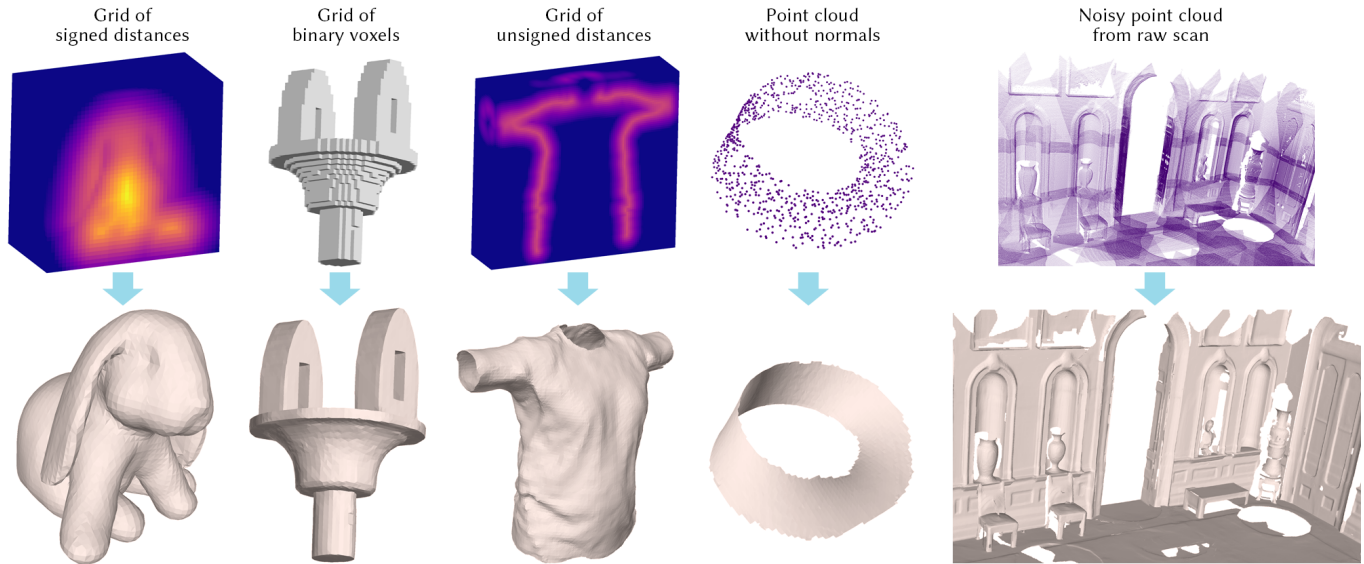 Grid of
signed distances
Grid of
binary voxels
Grid of
unsigned distances
Point cloud
without normals
Noisy point cloud
from raw scan